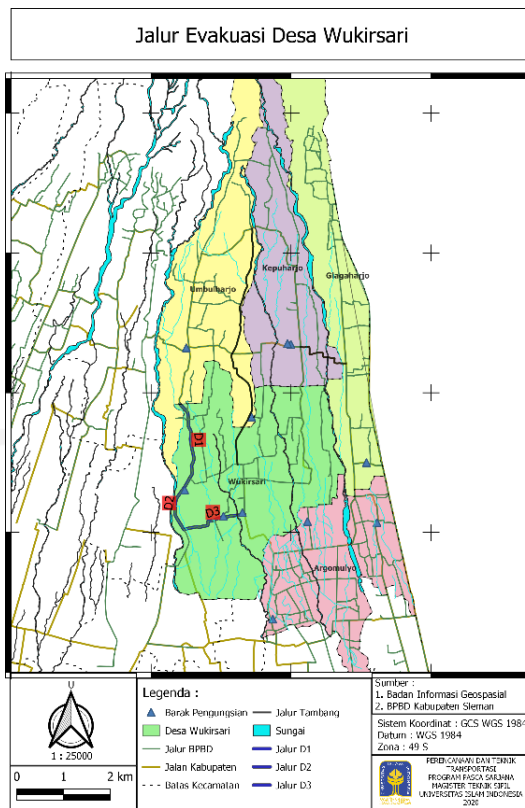 Jalur Evakuasi Desa Wukirsari
Kepuharjo
Glagaharjo
Umbulharjo
D1
Wukirsari
D2
D3
Argomulyo
U
1 : 25000
0 1 2 km
Legenda :
Barak Pengungsian
Jalur Tambang
Desa Wukirsari
Sungai
Jalur BPBD
Jalur D1
Jalan Kabupaten
Jalur D2
Batas Kecamatan
Jalur D3
Sumber :
1. Badan Informasi Geospasial
2. BPBD Kabupaten Sleman
Sistem Koordinat : GCS WGS 1984
Datum : WGS 1984
Zona : 49 S
PERENCANAAN DAN TEKNIK
TRANSPORTASI
PROGRAM PASCA SARJANA
MAGISTER TEKNIK SIPIL
UNIVERSITAS ISLAM INDONESIA
2020